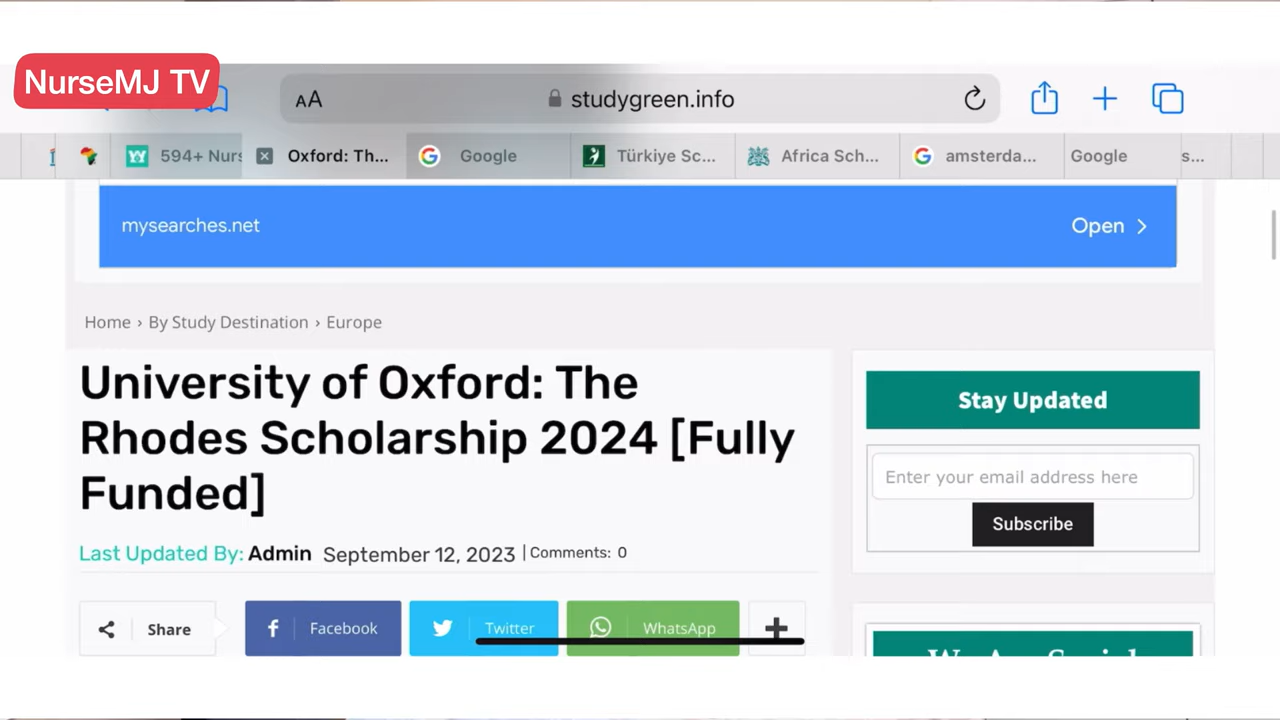 NurseMJ TV
AA
studygreen.info
594+ Nurs
Oxford: Th...
Google
Türkiye Sc...
Africa Sch...
amsterda...
Google
s...
mysearches.net
Open
Home › By Study Destination › Europe
University of Oxford: The
Rhodes Scholarship 2024 [Fully
Funded]
Last Updated By: Admin September 12, 2023 | Comments: 0
Stay Updated
Enter your email address here
Subscribe
Share
Facebook
Twitter
WhatsApp